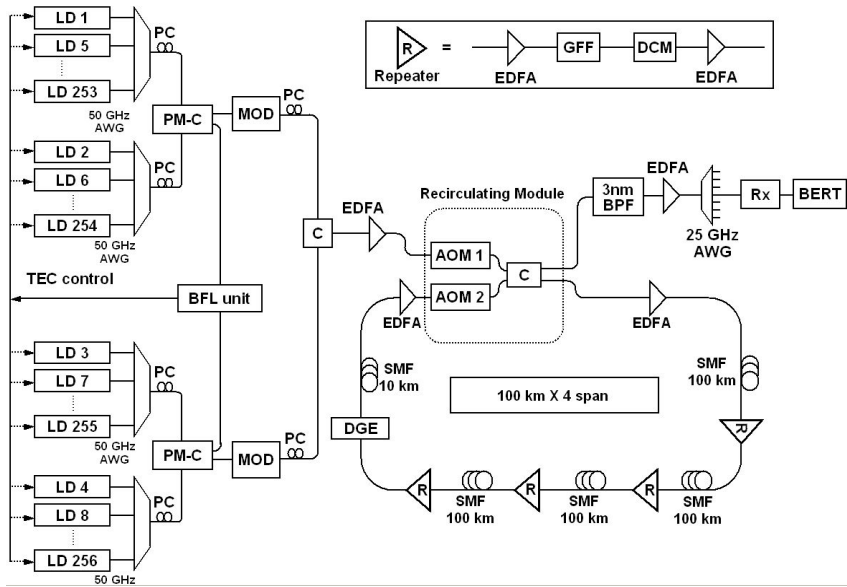 LD 1
LD 5
LD 253
50 GHz
AWG
PC
LD 2
LD 6
LD 254
50 GHz
AWG
PC
PM-C
MOD
PC
TEC control
BFL unit
LD 3
LD 7
LD 255
50 GHz
AWG
PC
LD 4
LD 8
LD 256
50 GHz
PC
PM-C
MOD
PC
C
EDFA
R
Repeater
=
EDFA
GFF
DCM
EDFA
Recirculating Module
AOM 1
AOM 2
C
EDFA
3nm
BPF
EDFA
25 GHz
AWG
Rx
BERT
EDFA
SMF
100 km
R
SMF
100 km
R
SMF
100 km
R
SMF
100 km
R
DGE
SMF
10 km
100 km X 4 span